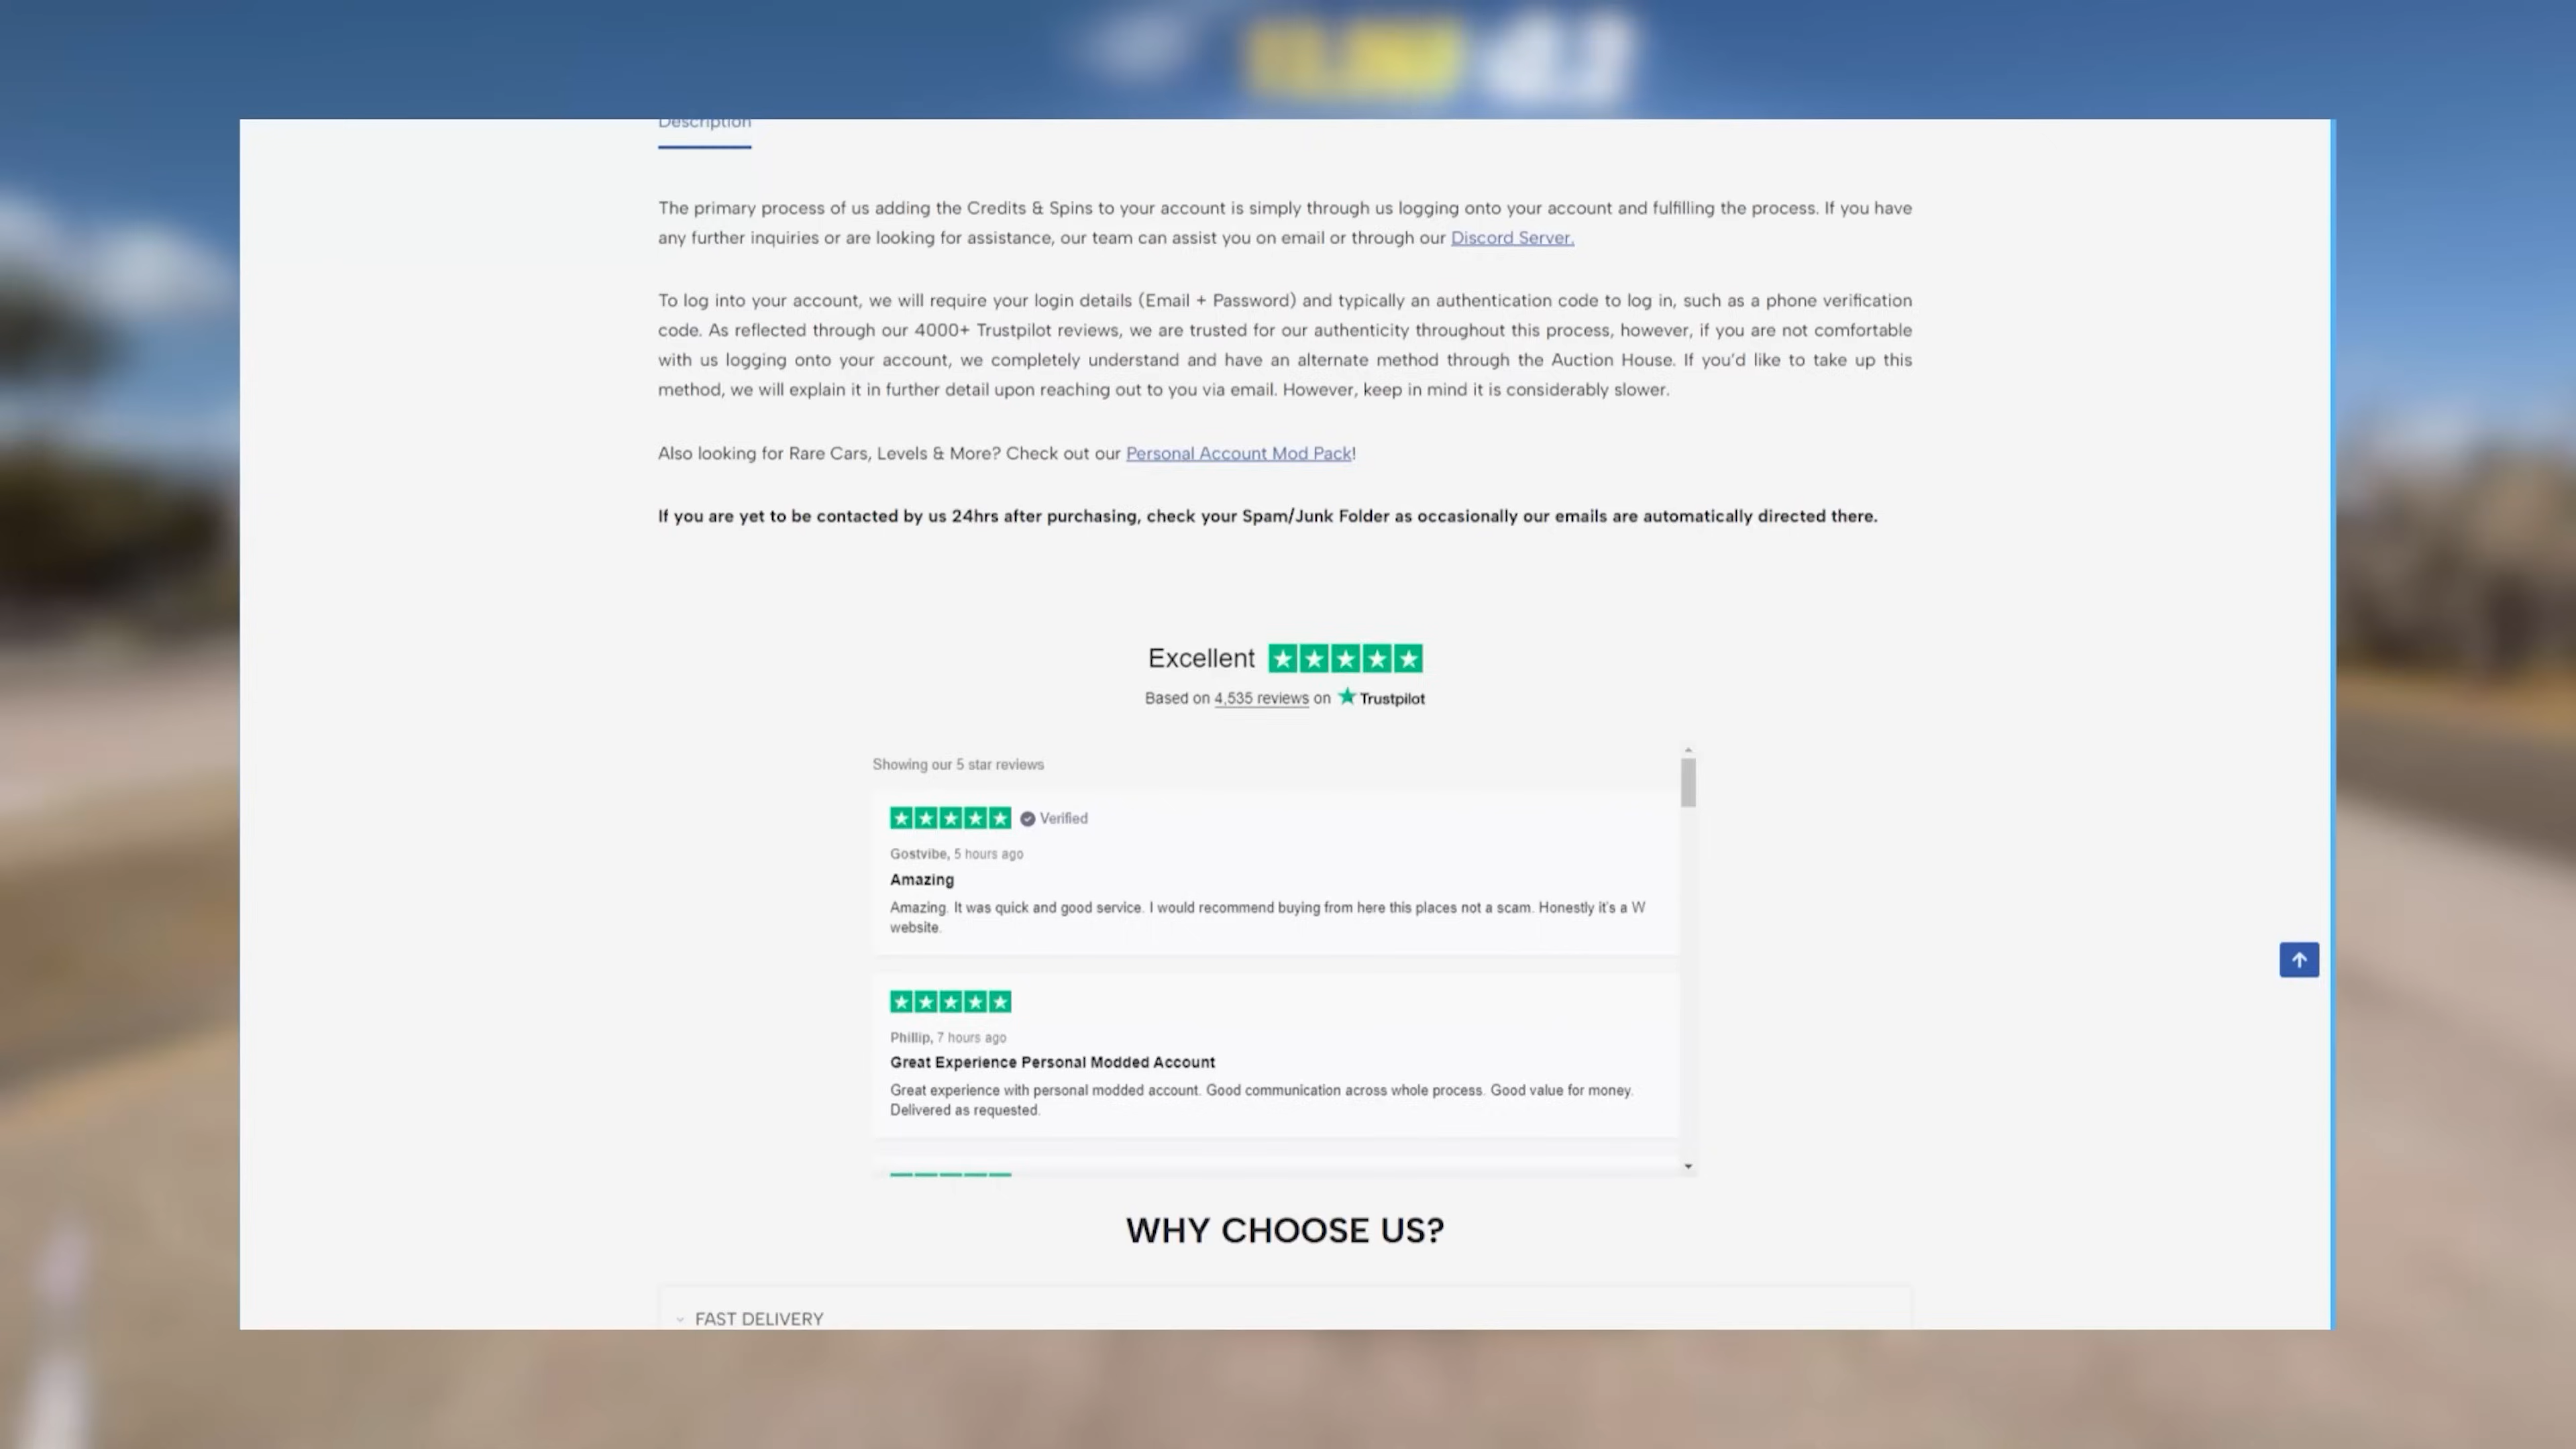 Description
The primary process of us adding the Credits & Spins to your account is simply through us logging onto your account and fulfilling the process. If you have
any further inquiries or are looking for assistance, our team can assist you on email or through our Discord Server.
To log into your account, we will require your login details (Email + Password) and typically an authentication code to log in, such as a phone verification
code. As reflected through our 4000+ Trustpilot reviews, we are trusted for our authenticity throughout this process, however, if you are not comfortable
with us logging onto your account, we completely understand and have an alternate method through the Auction House. If you'd like to take up this
method, we will explain it in further detail upon reaching out to you via email. However, keep in mind it is considerably slower.
Also looking for Rare Cars, Levels & More? Check out our Personal Account Mod Pack!
If you are yet to be contacted by us 24hrs after purchasing, check your Spam/Junk Folder as occasionally our emails are automatically directed there.
Excellent
Based on 4,535 reviews on Trustpilot
Showing our 5 star reviews
Verified
Gostvibe, 5 hours ago
Amazing
Amazing. It was quick and good service. I would recommend buying from here this places not a scam. Honestly it's a W
website.
Phillip, 7 hours ago
Great Experience Personal Modded Account
Great experience with personal modded account. Good communication across whole process. Good value for money.
Delivered as requested.
WHY CHOOSE US?
FAST DELIVERY